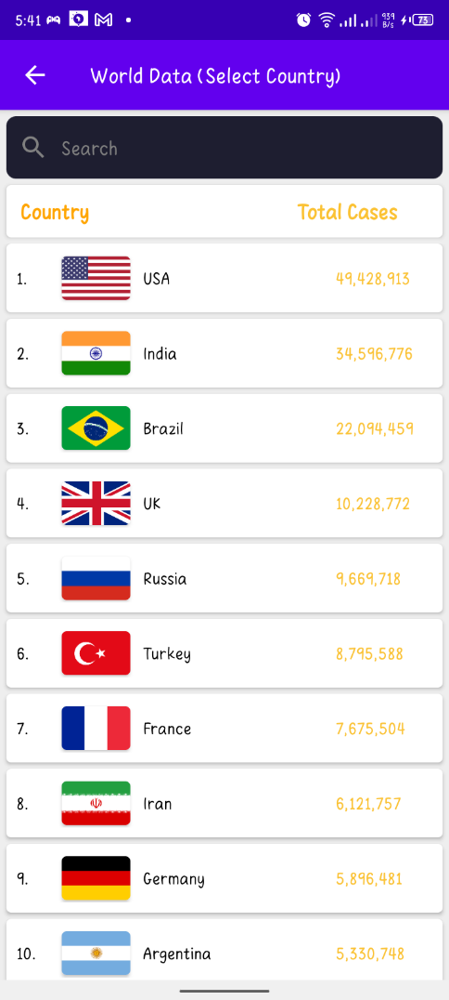 5:41 959 B/s 73
World Data (Select Country)
Search
Country Total Cases
1. USA 49,428,913
2. India 34,596,776
3. Brazil 22,094,459
4. UK 10,228,772
5. Russia 9,669,718
6. Turkey 8,795,588
7. France 7,675,504
8. Iran 6,121,757
9. Germany 5,896,481
10. Argentina 5,330,748